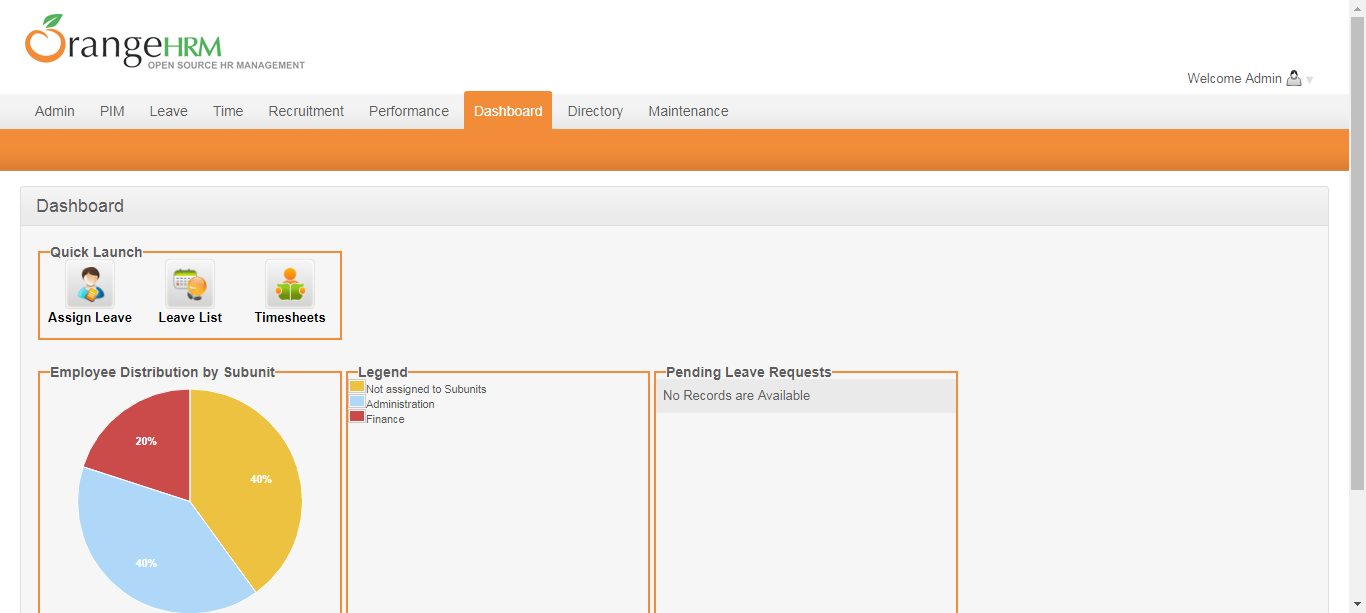 OrangeHRM
OPEN SOURCE HR MANAGEMENT
Welcome Admin
Admin PIM Leave Time Recruitment Performance Dashboard Directory Maintenance
Dashboard
Quick Launch
Assign Leave Leave List Timesheets
Employee Distribution by Subunit
20%
40%
40%
Legend
Not assigned to Subunits
Administration
Finance
Pending Leave Requests
No Records are Available